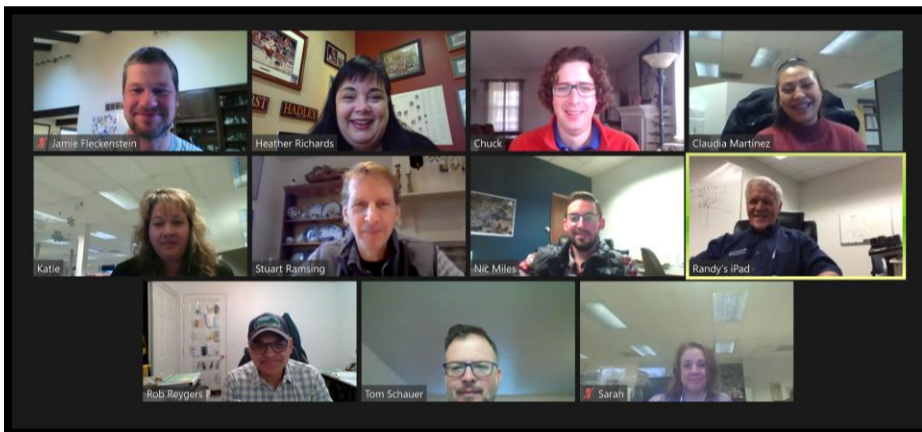 HADLEY
Jamie Fleckenstein
Heather Richards
Chuck
Claudia Martinez
Katie
Stuart Ramsing
Nic Miles
Randy's iPad
Rob Reygers
Tom Schauer
Sarah